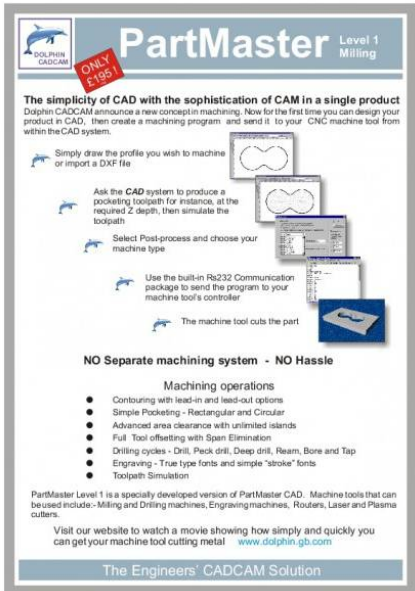 DOLPHIN
CADCAM
PartMaster
Level 1
Milling
ONLY
£195!
The simplicity of CAD with the sophistication of CAM in a single product
Dolphin CADCAM announce a new concept in machining. Now for the first time you can design your
product in CAD, then create a machining program and send it to your CNC machine tool from
within the CAD system.
Simply draw the profile you wish to machine
or import a DXF file
Ask the CAD system to produce a
pocketing toolpath for instance, at the
required Z depth, then simulate the
toolpath
Select Post-process and choose your
machine type
Use the built-in Rs232 Communication
package to send the program to your
machine tool's controller
The machine tool cuts the part
NO Separate machining system - NO Hassle
Machining operations
● Contouring with lead-in and lead-out options
● Simple Pocketing - Rectangular and Circular
● Advanced area clearance with unlimited islands
● Full Tool offsetting with Span Elimination
● Drilling cycles - Drill, Peck drill, Deep drill, Ream, Bore and Tap
● Engraving - True type fonts and simple "stroke" fonts
● Toolpath Simulation
PartMaster Level 1 is a specially developed version of PartMaster CAD. Machine tools that can
be used include:- Milling and Drilling machines, Engraving machines, Routers, Laser and Plasma
cutters.
Visit our website to watch a movie showing how simply and quickly you
can get your machine tool cutting metal www.dolphin.gb.com
The Engineers' CADCAM Solution